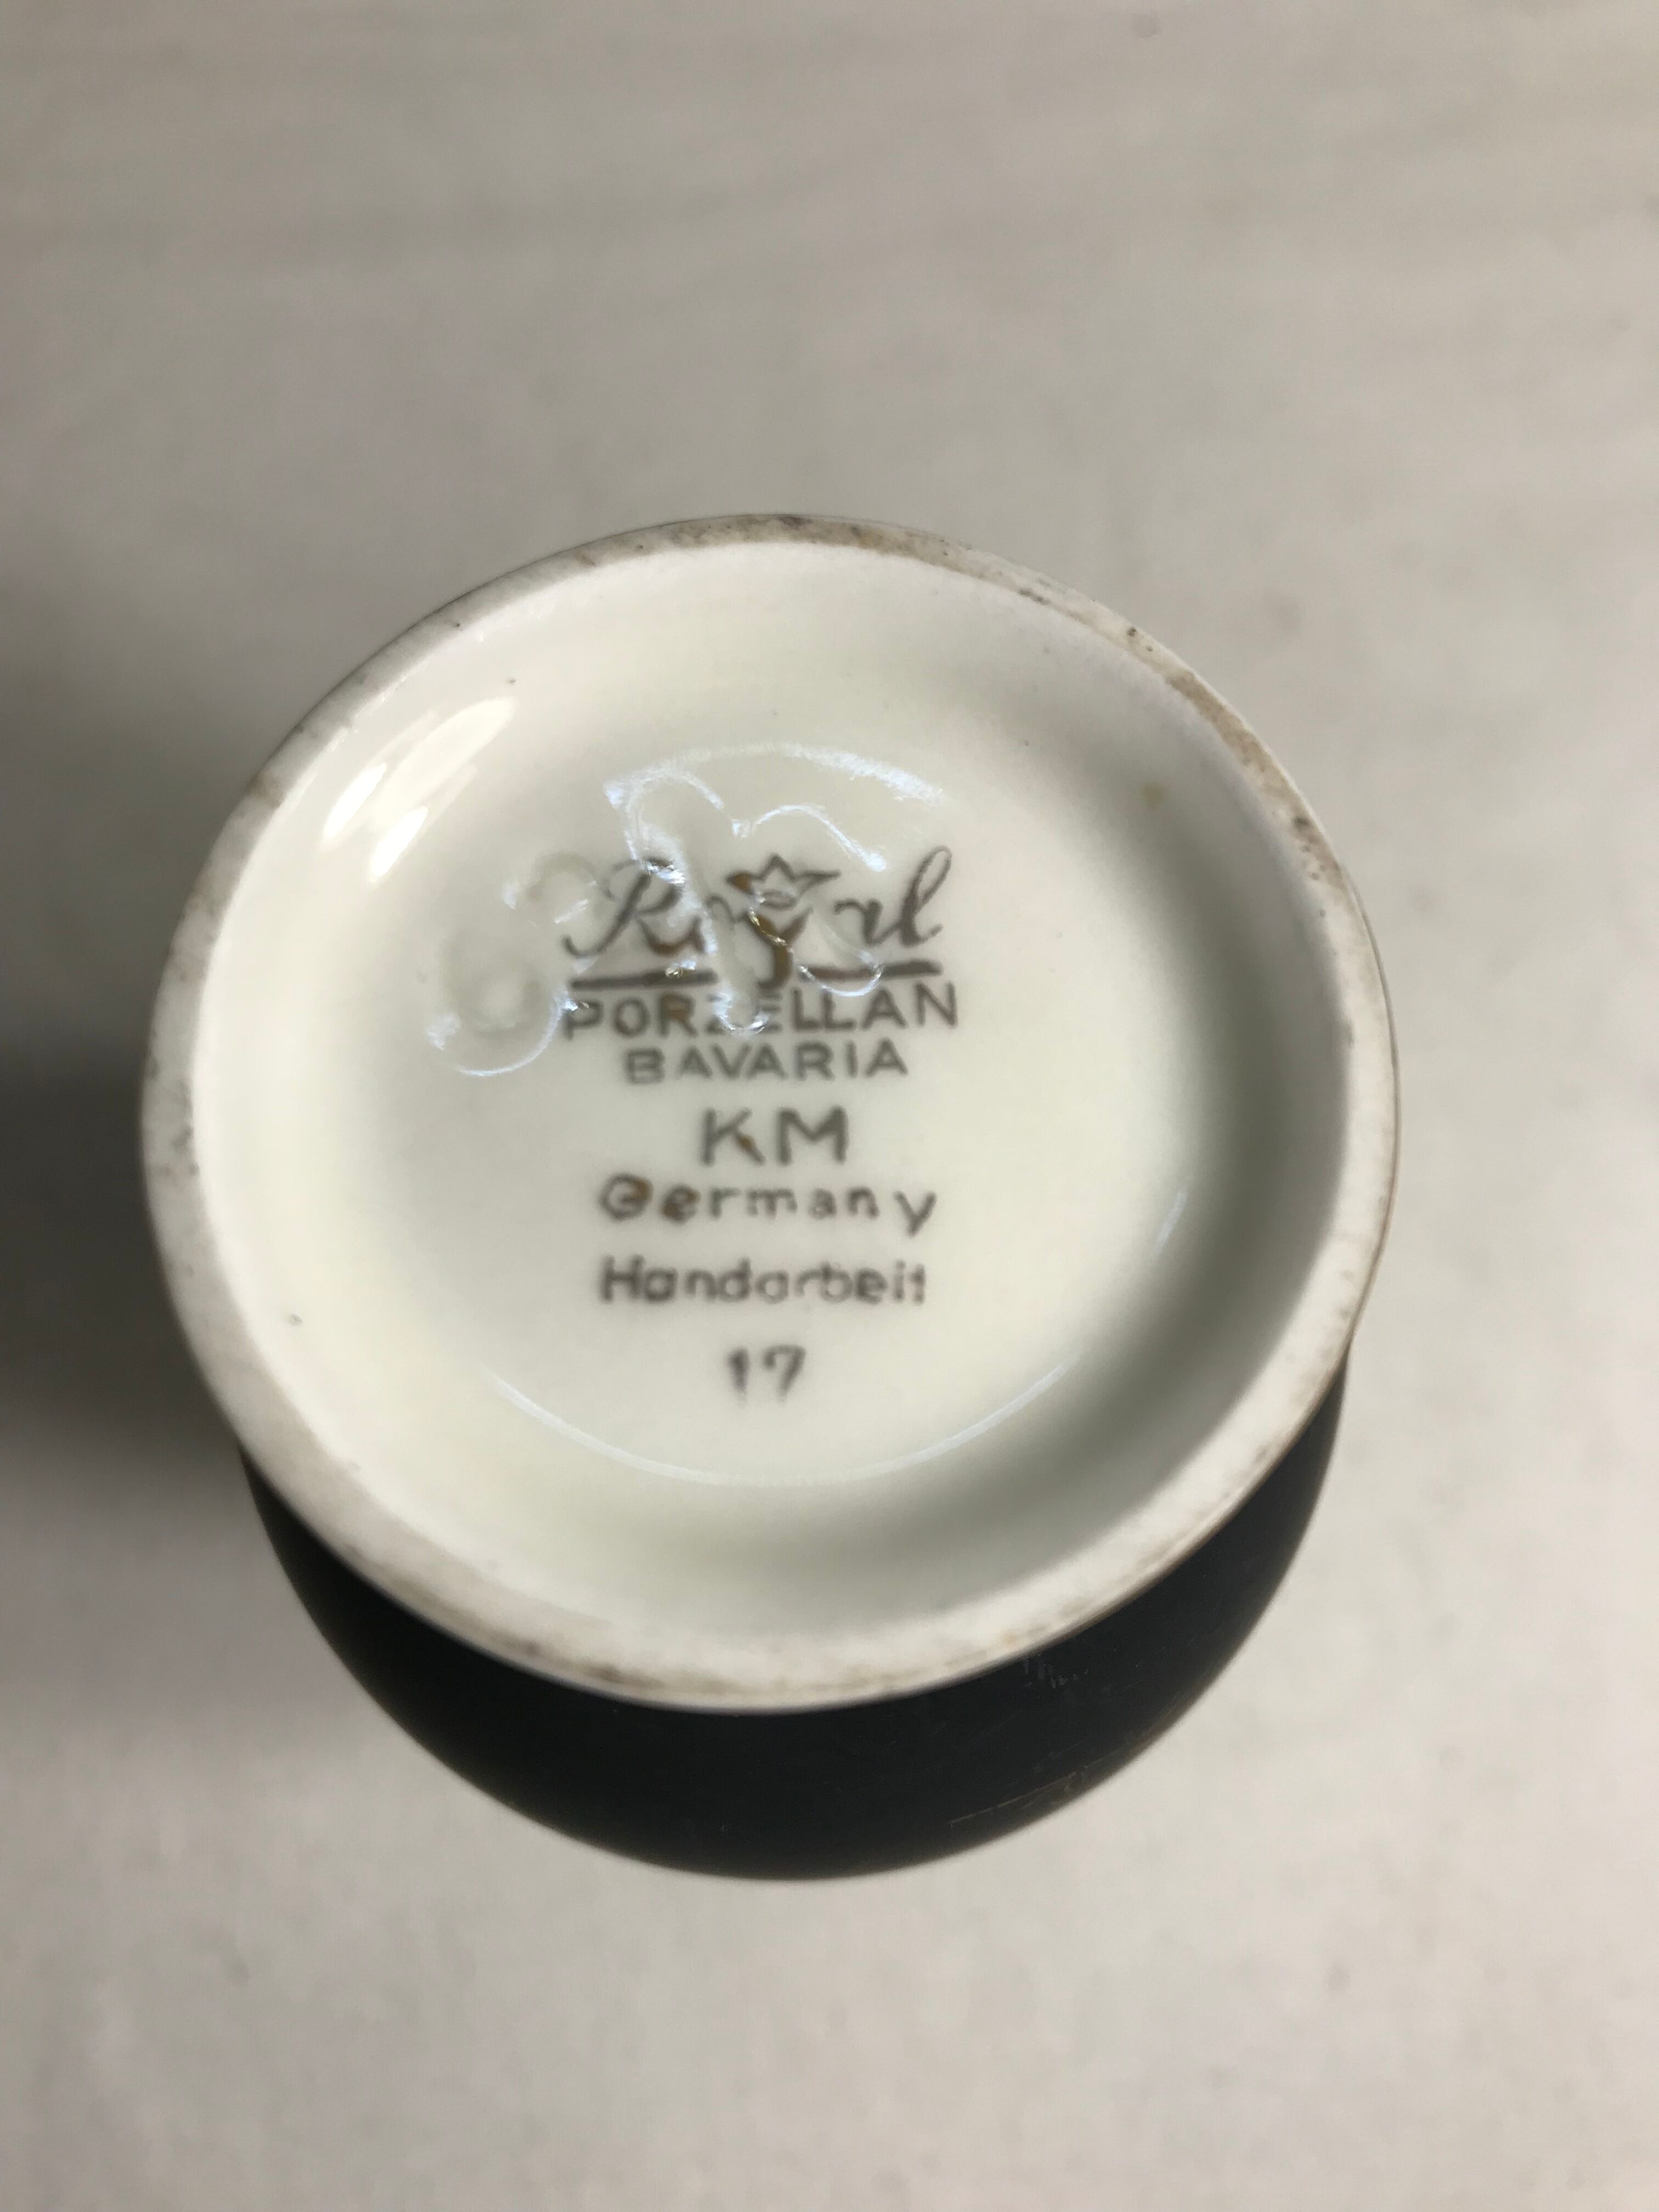 Royal
PORZELLAN
BAVARIA
KM
Germany
Handarbeit
17